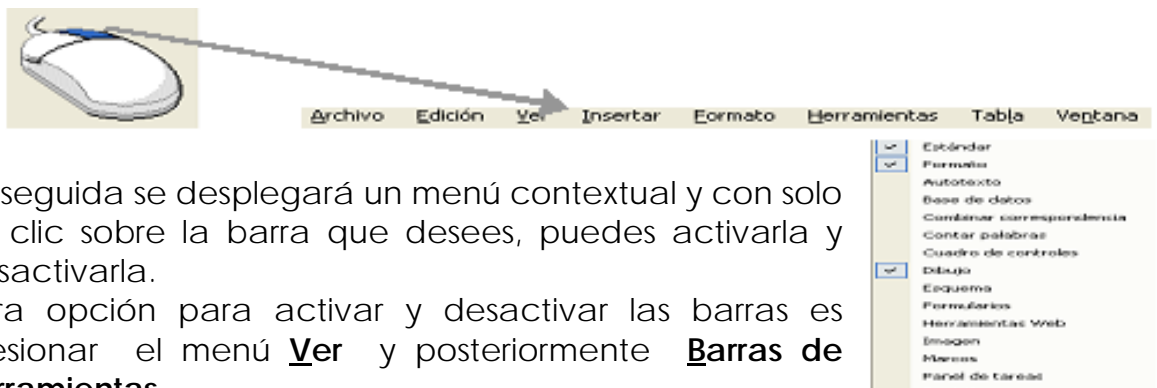 Archivo Edición Ver Insertar Formato Herramientas Tabla Ventana
Estándar
Formato
Autotexto
Base de datos
Combinar correspondencia
Contar palabras
Cuadro de controles
Dibujo
Esquema
Formularios
Herramientas Web
Imagen
Marcos
Panel de tareas
seguida se desplegará un menú contextual y con solo
clic sobre la barra que desees, puedes activarla y
sactivarla.
ra opción para activar y desactivar las barras es
esionar el menú Ver y posteriormente Barras de
rramientas